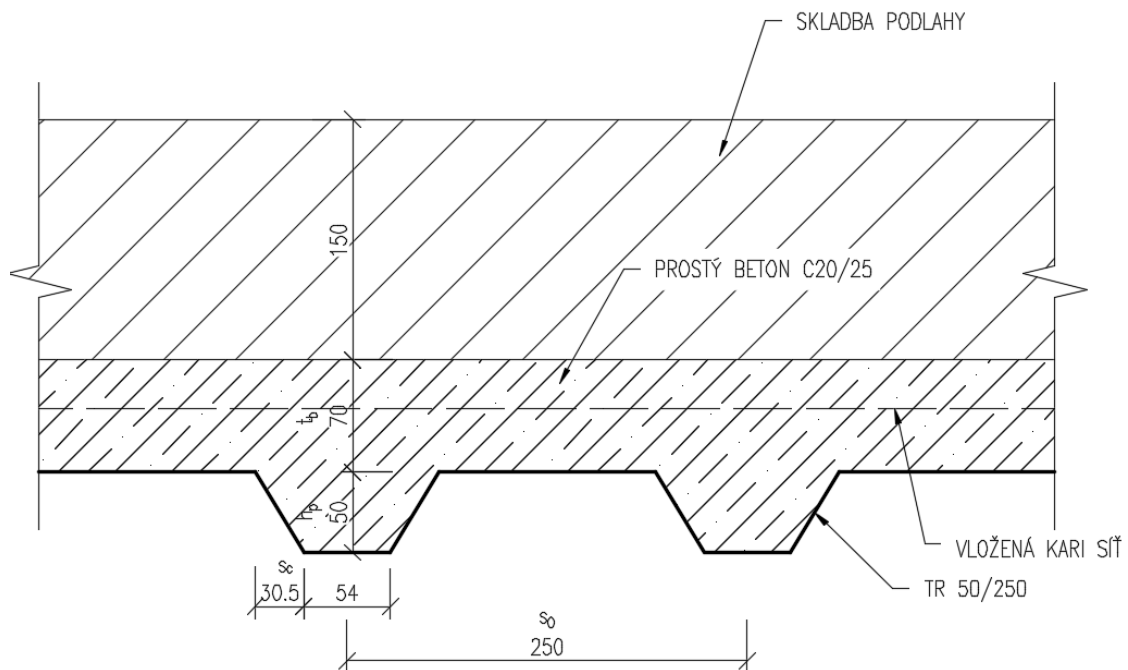 SKLADBA PODLAHY
150
PROSTÝ BETON C20/25
tb
70
hp
50
VLOŽENÁ KARI SÍŤ
TR 50/250
sc
30.5
54
so
250